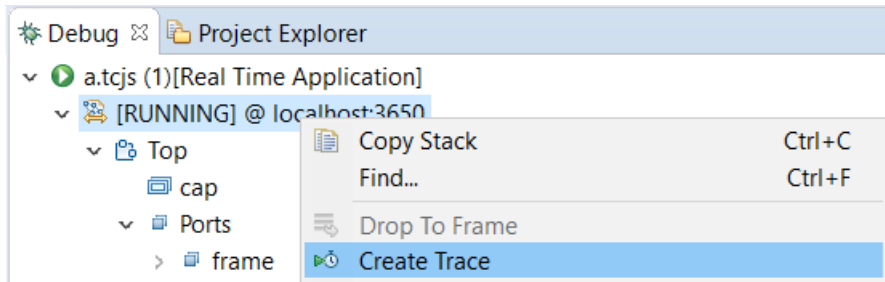 Debug Project Explorer
a.tcjs (1)[Real Time Application]
[RUNNING] @ localhost:3650
Top
cap
Ports
frame
Copy Stack Ctrl+C
Find... Ctrl+F
Drop To Frame
Create Trace